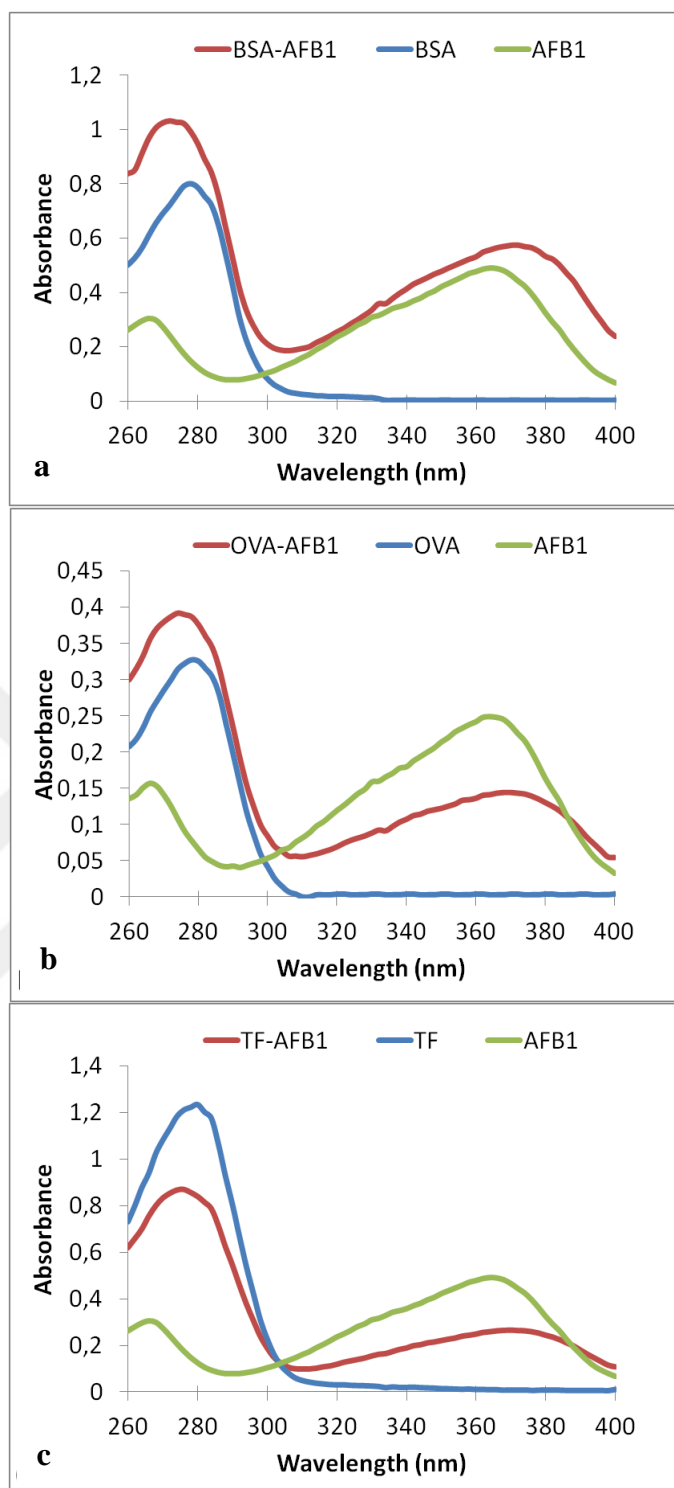 BSA-AFB1 BSA AFB1
1,2
1
0,8
0,6
0,4
0,2
0
Absorbance
260 280 300 320 340 360 380 400
Wavelength (nm)
a
OVA-AFB1 OVA AFB1
0,45
0,4
0,35
0,3
0,25
0,2
0,15
0,1
0,05
0
Absorbance
260 280 300 320 340 360 380 400
Wavelength (nm)
b
TF-AFB1 TF AFB1
1,4
1,2
1
0,8
0,6
0,4
0,2
0
Absorbance
260 280 300 320 340 360 380 400
Wavelength (nm)
c